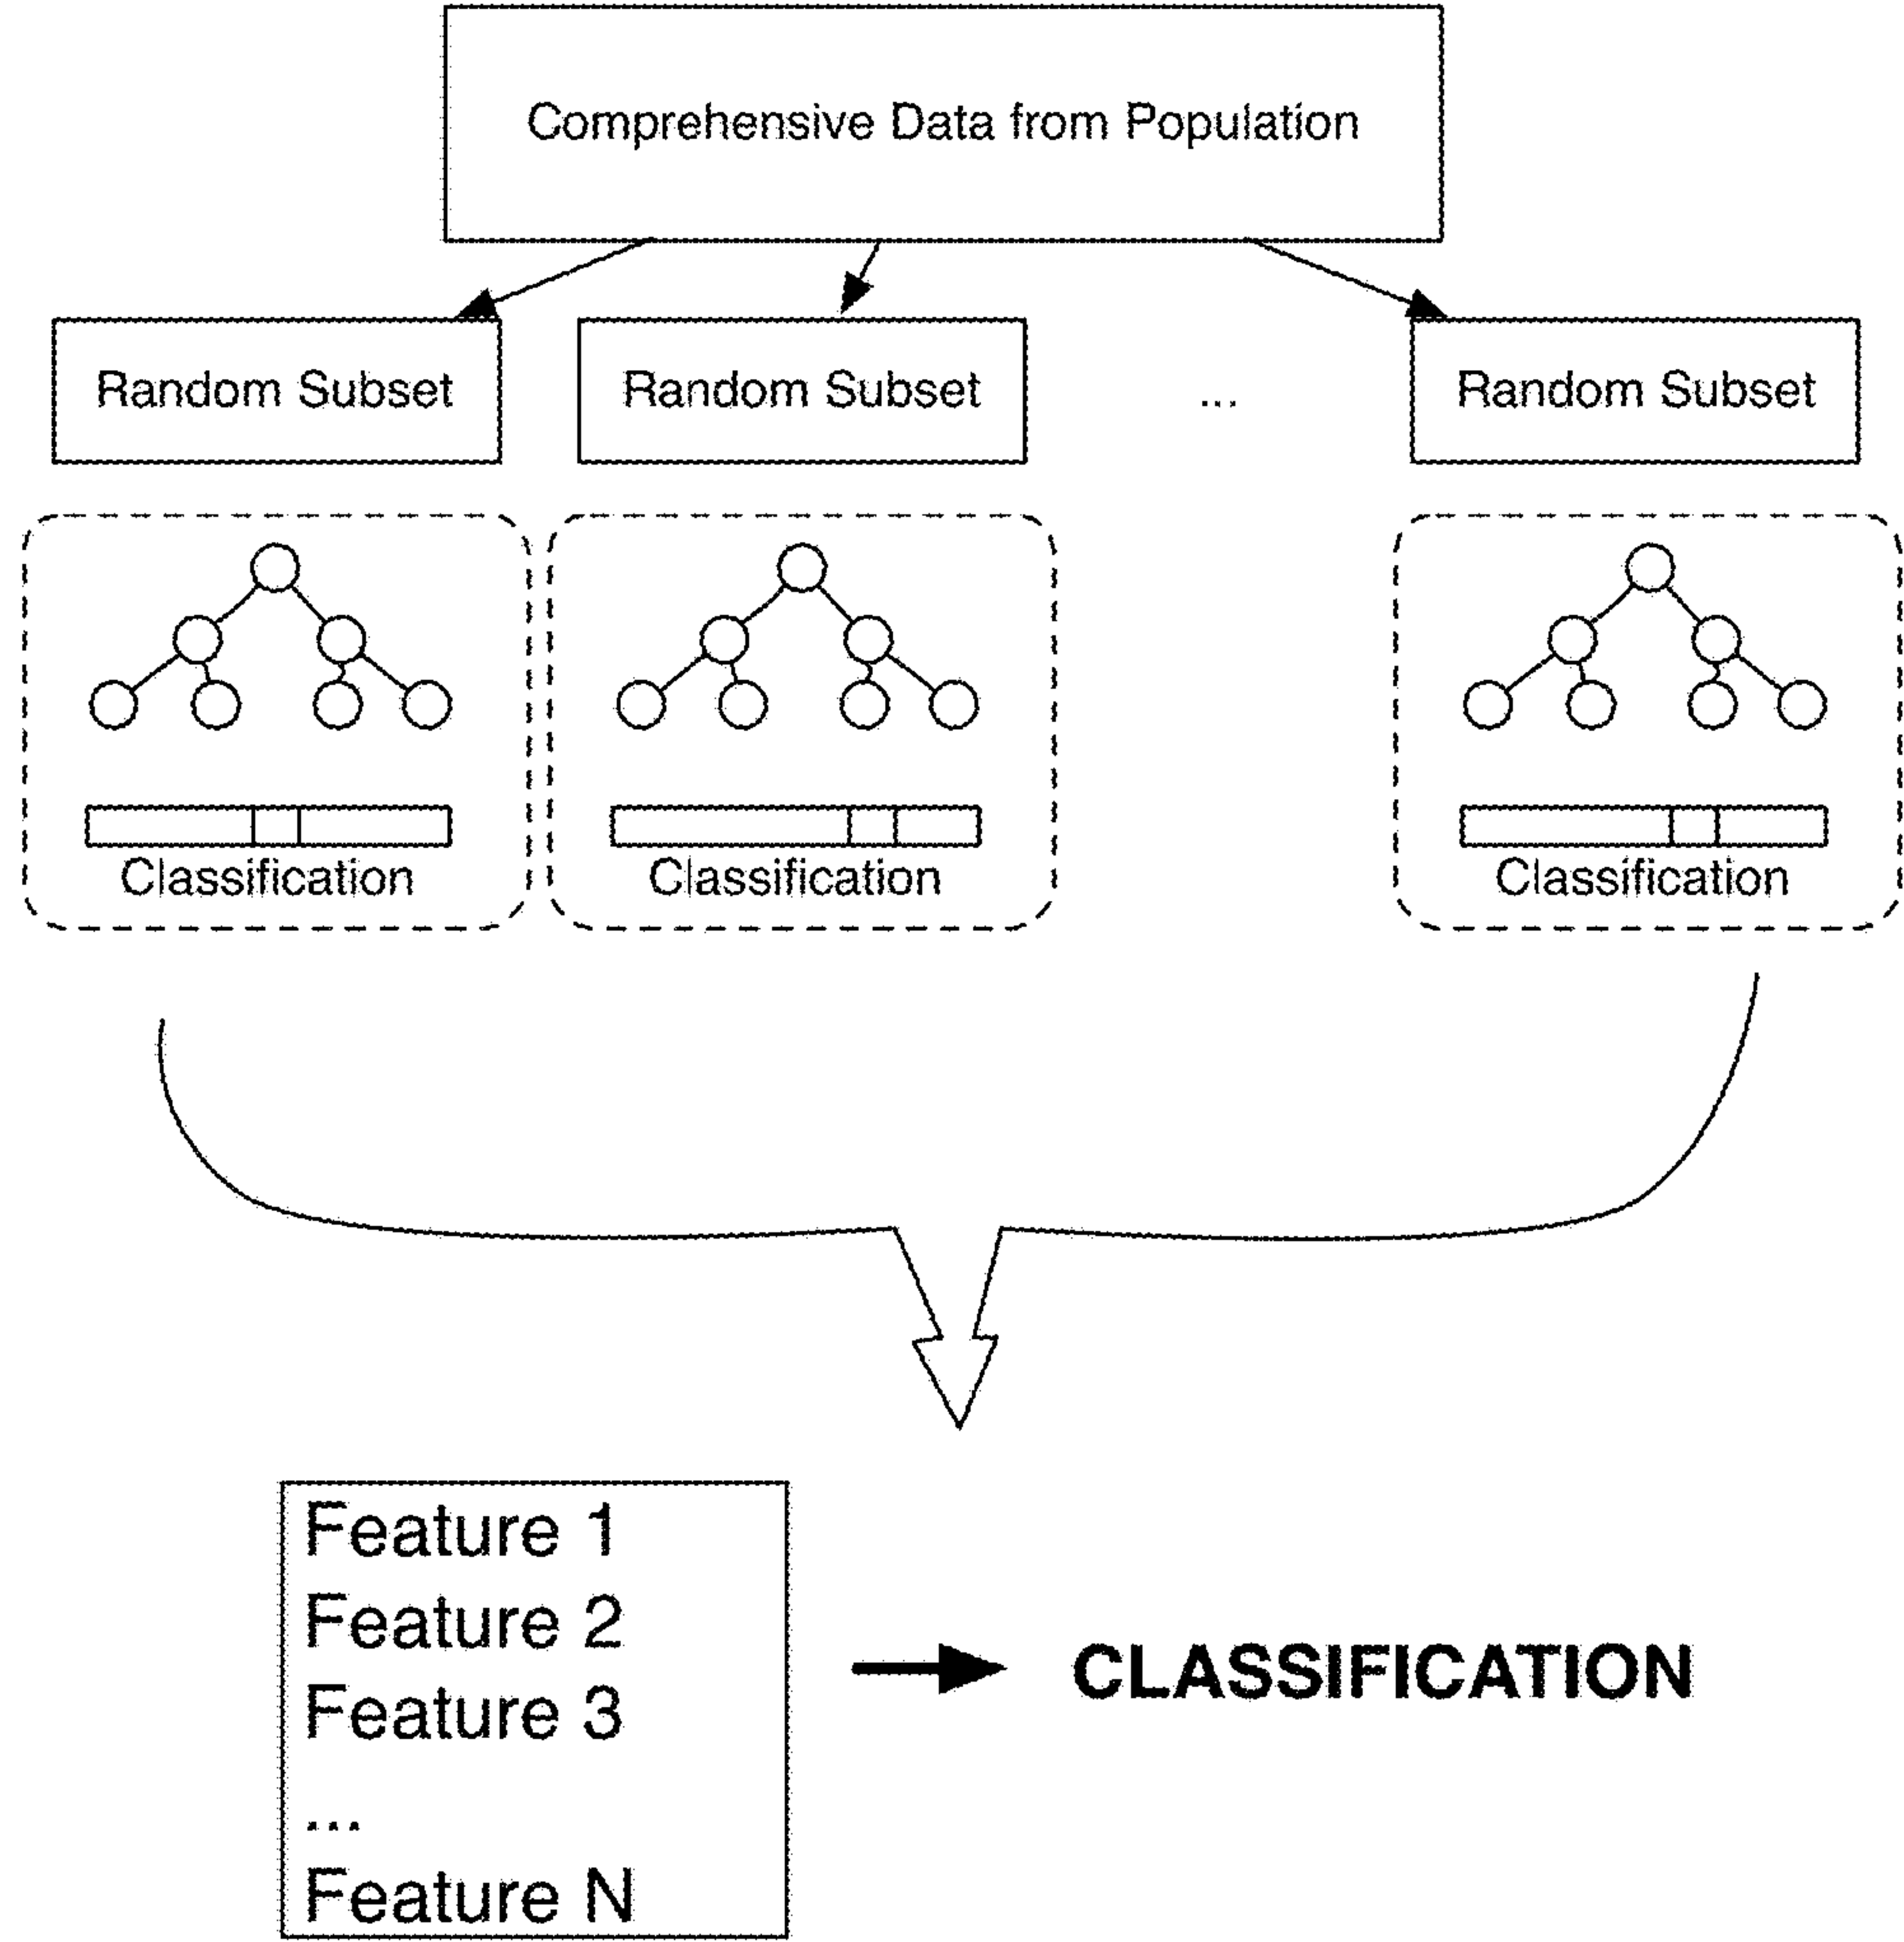 Comprehensive Data from Population
Random Subset
Random Subset
...
Random Subset
Classification
Classification
Classification
Feature 1
Feature 2
Feature 3
...
Feature N
CLASSIFICATION